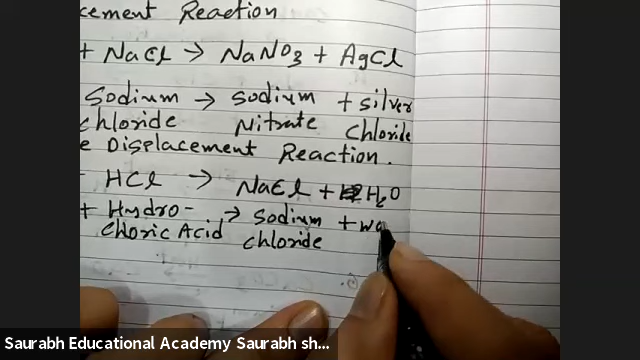 cement Reaction
+ NaCl → NaNO3 + AgCl
Sodium → sodium + silver
chloride Nitrate Chloride
e Displacement Reaction.
+ HCl → NaCl + H2O
+ Hydro- → sodium + wa
chloric Acid chloride
Saurabh Educational Academy Saurabh sh...